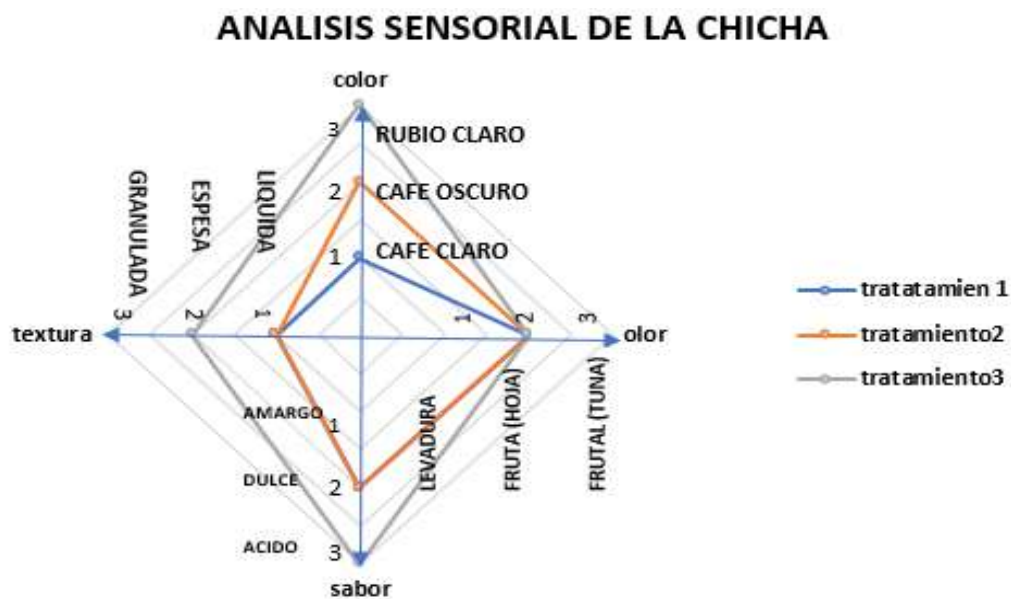 ANALISIS SENSORIAL DE LA CHICHA
color
3
RUBIO CLARO
2
CAFE OSCURO
1
CAFE CLARO
GRANULADA
ESPESA
LIQUIDA
textura
3
2
1
1
2
3
olor
LEVADURA
FRUTA (HOJA)
FRUTAL (TUNA)
AMARGO
1
DULCE
2
ACIDO
3
sabor
tratatamien 1
tratamiento2
tratamiento3